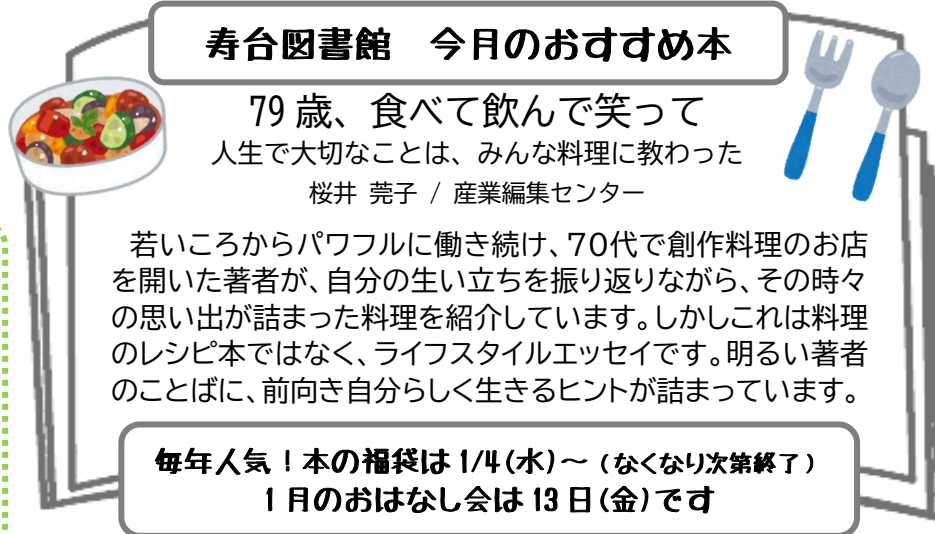 寿台図書館　今月のおすすめ本
79歳、食べて飲んで笑って
人生で大切なことは、みんな料理に教わった
桜井 莞子 / 産業編集センター
若いころからパワフルに働き続け、70代で創作料理のお店
を開いた著者が、自分の生い立ちを振り返りながら、その時々
の思い出が詰まった料理を紹介しています。しかしこれは料理
のレシピ本ではなく、ライフスタイルエッセイです。明るい著者
のことばに、前向き自分らしく生きるヒントが詰まっています。
毎年人気!本の福袋は1/4(水)~(なくなり次第終了)
1月のおはなし会は13日(金)です